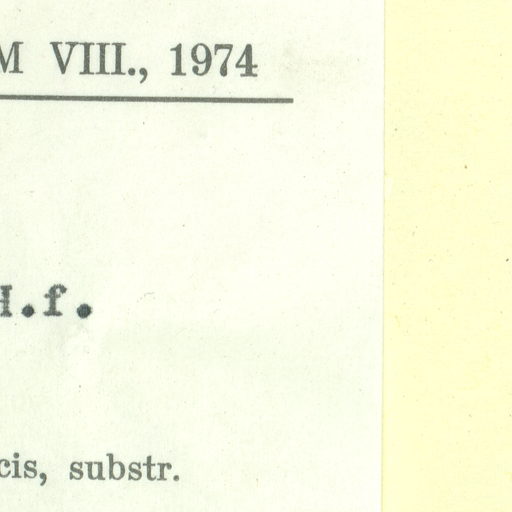 M VIII., 1974
H.f.
cis, substr.